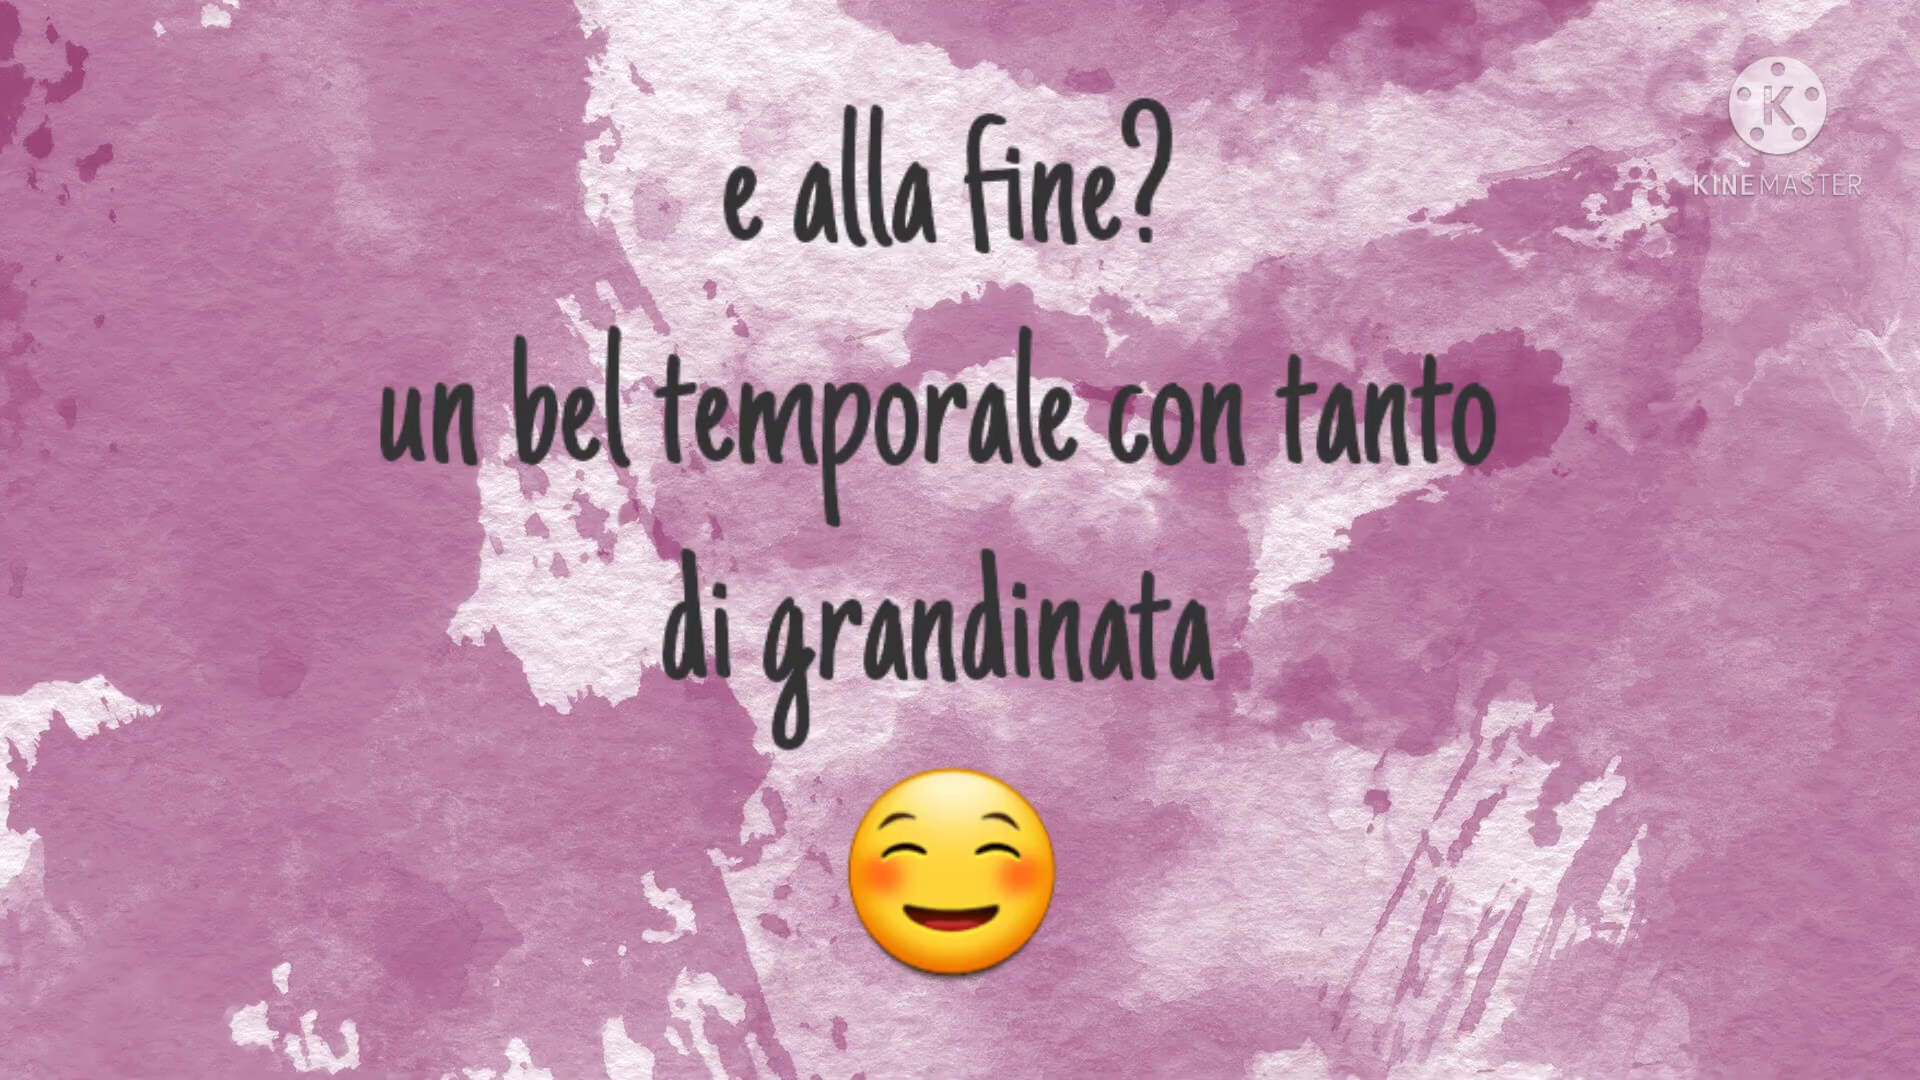 e alla fine?
un bel temporale con tanto
di grandinata
K
KINEMASTER